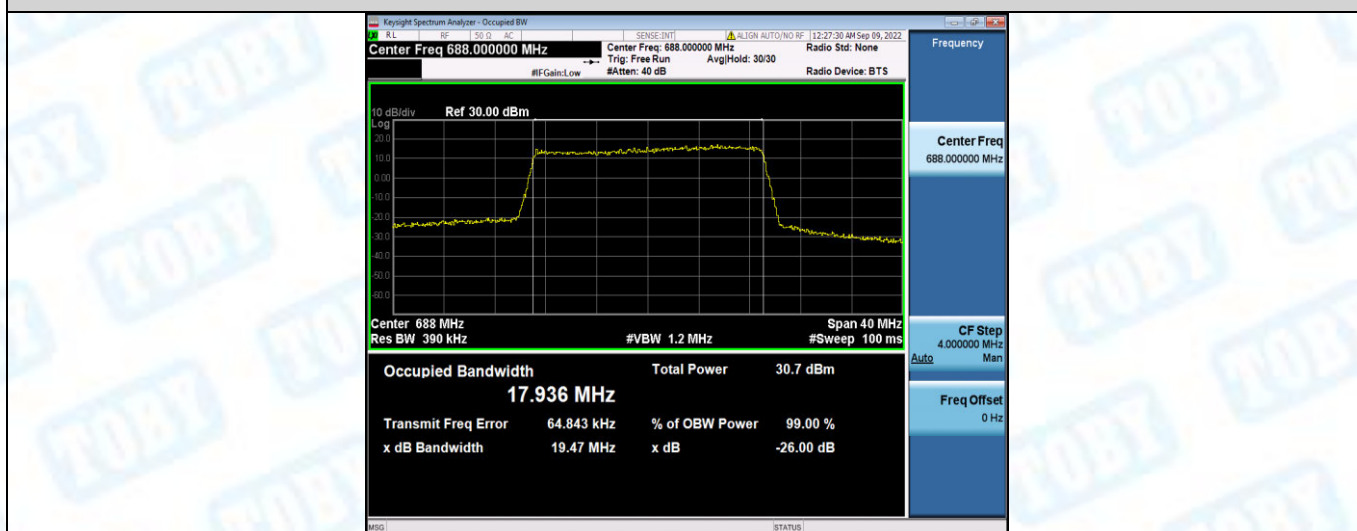 Keysight Spectrum Analyzer - Occupied BW
RL RF 50 Ω AC SENSE:INT ALIGN AUTO/NO RF 12:27:30 AM Sep 09, 2022
Center Freq 688.000000 MHz
Center Freq: 688.000000 MHz Radio Std: None
Trig: Free Run Avg|Hold: 30/30
#IFGain:Low #Atten: 40 dB Radio Device: BTS
10 dB/div Ref 30.00 dBm
Log
20.0
10.0
0.00
-10.0
-20.0
-30.0
-40.0
-50.0
-60.0
Center 688 MHz Span 40 MHz
Res BW 390 kHz #VBW 1.2 MHz #Sweep 100 ms
Occupied Bandwidth Total Power 30.7 dBm
17.936 MHz
Transmit Freq Error 64.843 kHz % of OBW Power 99.00 %
x dB Bandwidth 19.47 MHz x dB -26.00 dB
MSG STATUS
Frequency
Center Freq
688.000000 MHz
CF Step
4.000000 MHz
Auto Man
Freq Offset
0 Hz
TOBY
TOBY
TOBY
TOBY
TOBY
TOBY
TOBY